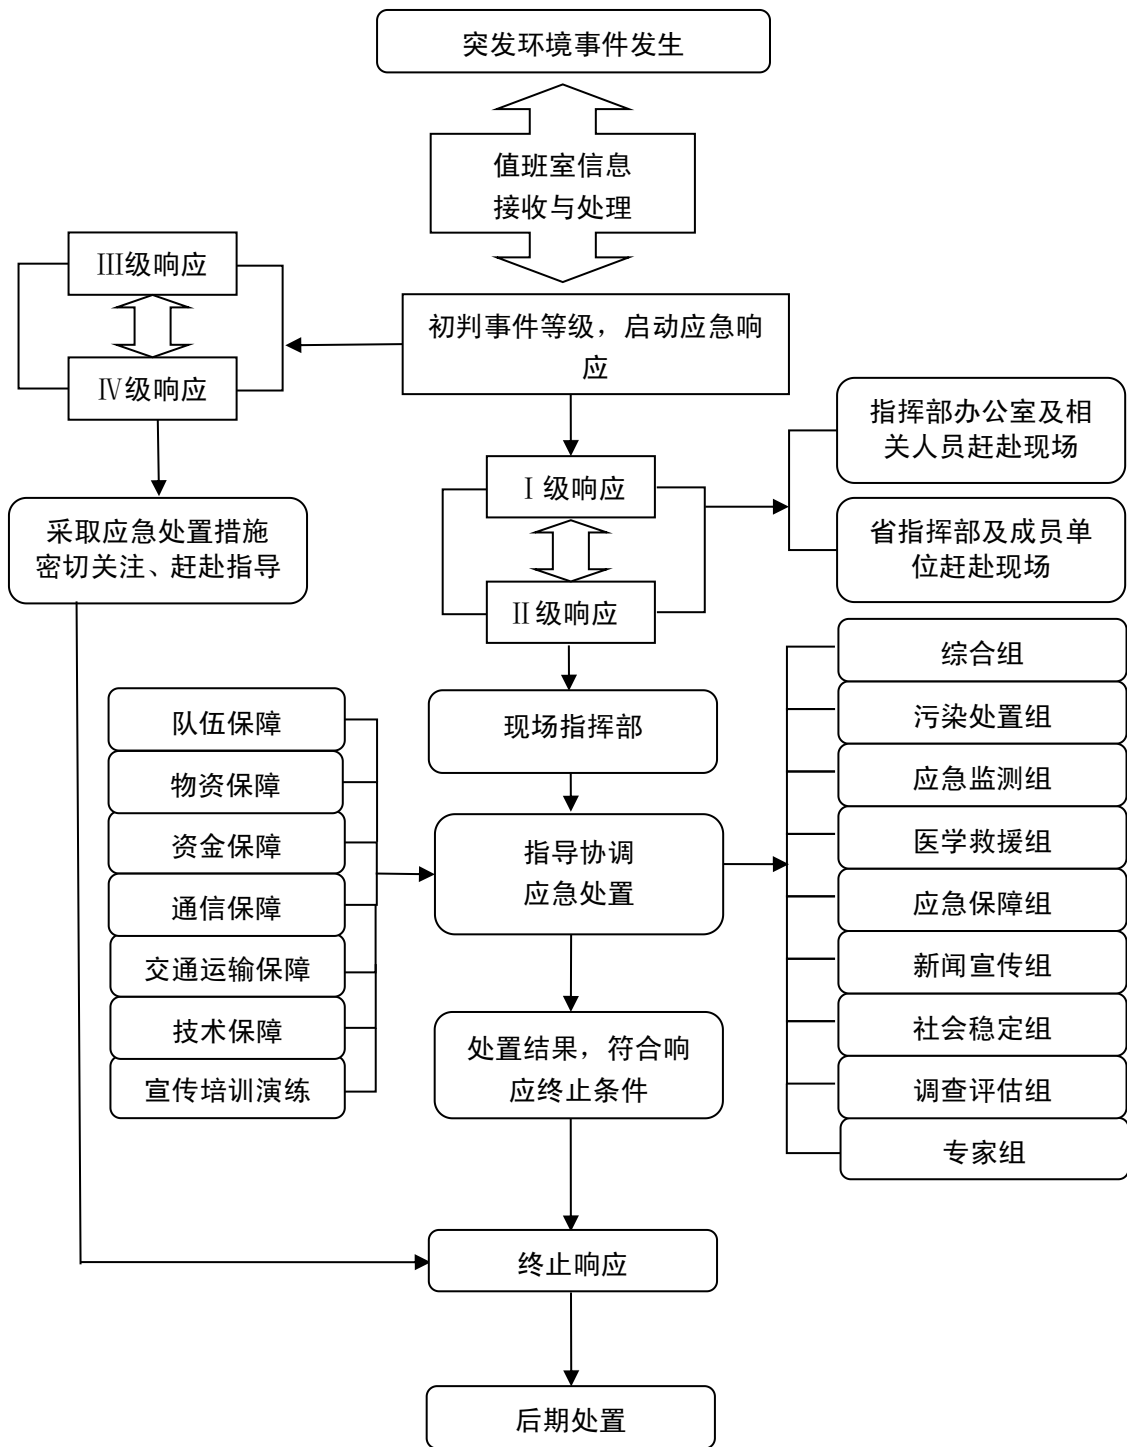 突发环境事件发生
值班室信息
接收与处理
III级响应
IV级响应
初判事件等级，启动应急响
应
指挥部办公室及相
关人员赶赴现场
Ⅰ级响应
采取应急处置措施
密切关注、赶赴指导
省指挥部及成员单
位赶赴现场
II级响应
综合组
现场指挥部
队伍保障
物资保障
资金保障
通信保障
交通运输保障
技术保障
宣传培训演练
污染处置组
应急监测组
医学救援组
应急保障组
新闻宣传组
社会稳定组
调查评估组
专家组
指导协调
应急处置
处置结果，符合响
应终止条件
终止响应
后期处置